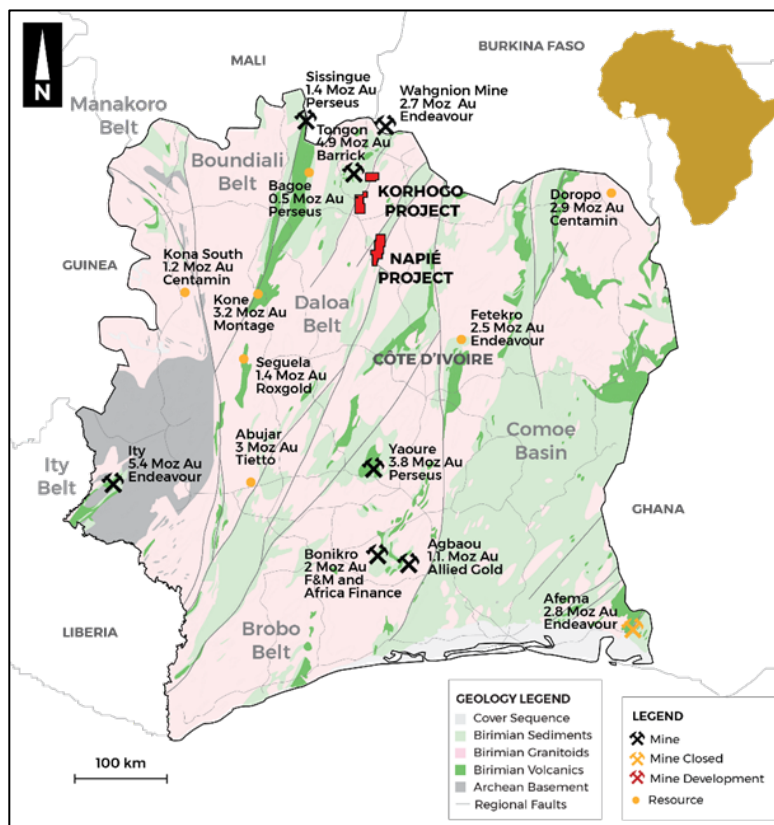 N
MALI
BURKINA FASO
Manakoro
Belt
Sissingue
1.4 Moz Au
Perseus
Wahgnion Mine
2.7 Moz Au
Endeavour
Tongon
4.9 Moz Au
Barrick
Boundiali
Belt
Bagoe
0.5 Moz Au
Perseus
KORHOGO
PROJECT
Doropo
2.9 Moz Au
Centamin
NAPIÉ
PROJECT
GUINEA
Kona South
1.2 Moz Au
Centamin
Kone
3.2 Moz Au
Montage
Daloa
Belt
Fetekro
2.5 Moz Au
Endeavour
CÔTE D'IVOIRE
Seguela
1.4 Moz Au
Roxgold
Comoe
Basin
Abujar
3 Moz Au
Tietto
Yaoure
3.8 Moz Au
Perseus
Ity
Belt
Ity
5.4 Moz Au
Endeavour
GHANA
Bonikro
2 Moz Au
F&M and
Africa Finance
Agbaou
1.1. Moz Au
Allied Gold
Afema
2.8 Moz Au
Endeavour
LIBERIA
Brobo
Belt
100 km
GEOLOGY LEGEND
Cover Sequence
Birimian Sediments
Birimian Granitoids
Birimian Volcanics
Archean Basement
Regional Faults
LEGEND
Mine
Mine Closed
Mine Development
Resource